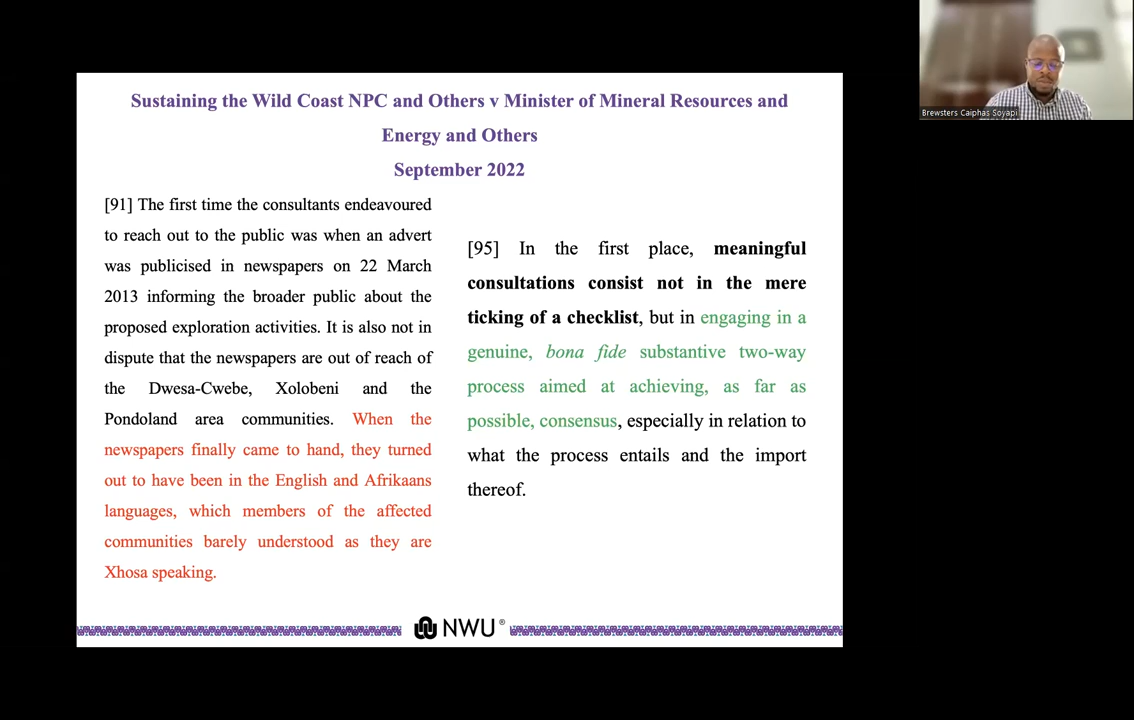 Sustaining the Wild Coast NPC and Others v Minister of Mineral Resources and
Energy and Others
September 2022
[91] The first time the consultants endeavoured
to reach out to the public was when an advert
was publicised in newspapers on 22 March
2013 informing the broader public about the
proposed exploration activities. It is also not in
dispute that the newspapers are out of reach of
the Dwesa-Cwebe, Xolobeni and the
Pondoland area communities. When the
newspapers finally came to hand, they turned
out to have been in the English and Afrikaans
languages, which members of the affected
communities barely understood as they are
Xhosa speaking.
[95] In the first place, meaningful
consultations consist not in the mere
ticking of a checklist, but in engaging in a
genuine, bona fide substantive two-way
process aimed at achieving, as far as
possible, consensus, especially in relation to
what the process entails and the import
thereof.
NWU®
Brewsters Caiphas Soyapi